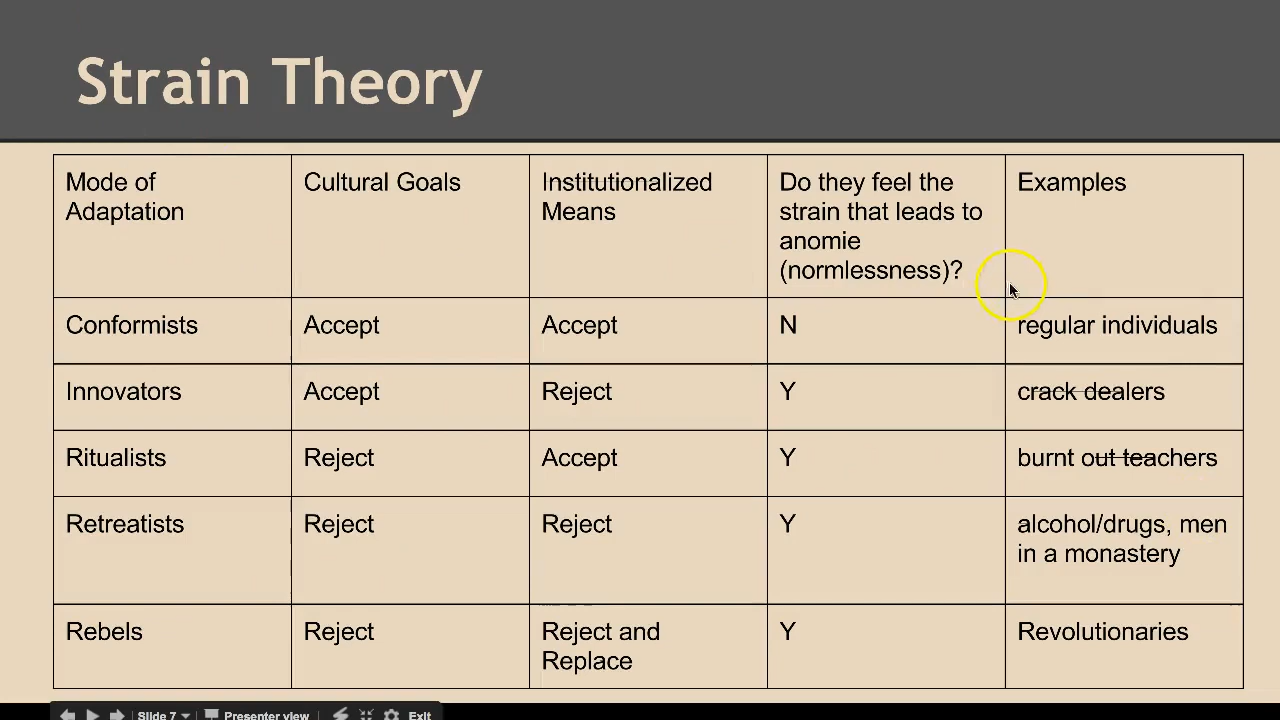 Strain Theory
Mode of
Adaptation
Cultural Goals
Institutionalized
Means
Do they feel the
strain that leads to
anomie
(normlessness)?
Examples
Conformists
Accept
Accept
N
regular individuals
Innovators
Accept
Reject
Y
crack dealers
Ritualists
Reject
Accept
Y
burnt out teachers
Retreatists
Reject
Reject
Y
alcohol/drugs, men
in a monastery
Rebels
Reject
Reject and
Replace
Y
Revolutionaries
Slide 7
Presenter view
Exit